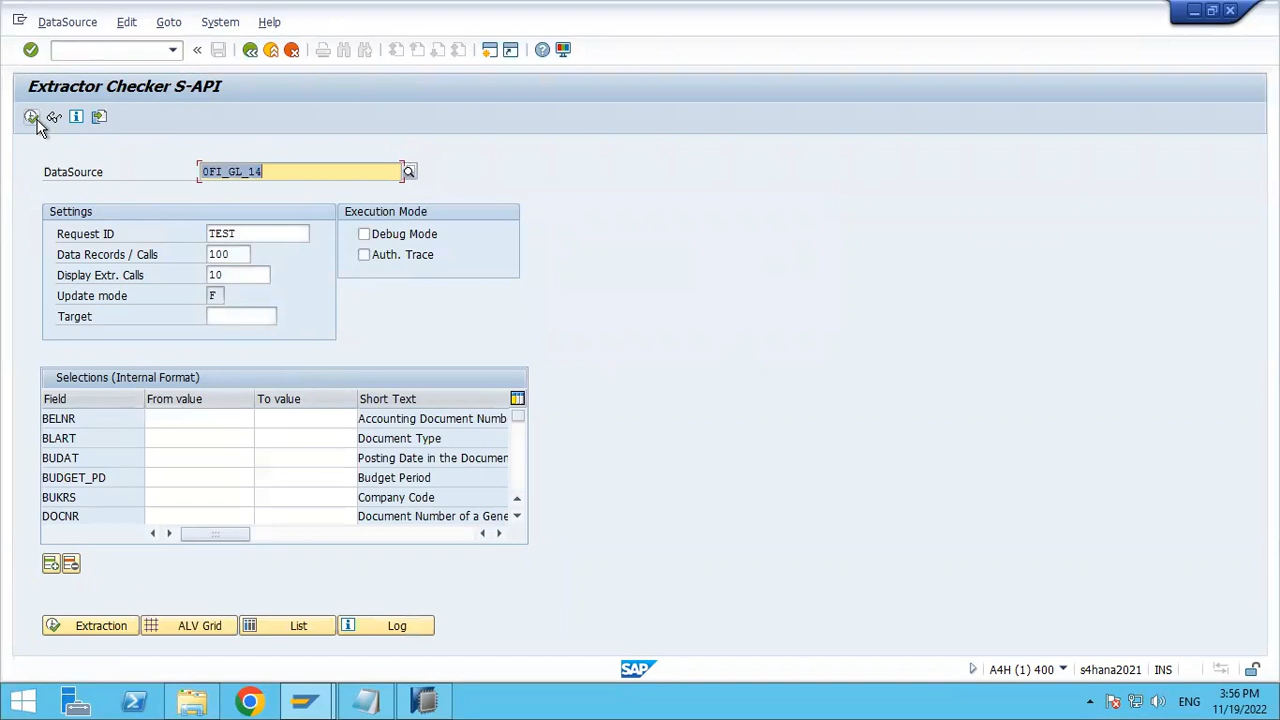 DataSource Edit Goto System Help
Extractor Checker S-API
DataSource 0FI_GL_14
Settings Execution Mode
Request ID TEST Debug Mode
Data Records / Calls 100 Auth. Trace
Display Extr. Calls 10
Update mode F
Target
Selections (Internal Format)
Field From value To value Short Text
BELNR Accounting Document Numb
BLART Document Type
BUDAT Posting Date in the Documen
BUDGET_PD Budget Period
BUKRS Company Code
DOCNR Document Number of a Gene
Extraction ALV Grid List Log
SAP A4H (1) 400 s4hana2021 INS
ENG 3:56 PM
11/19/2022